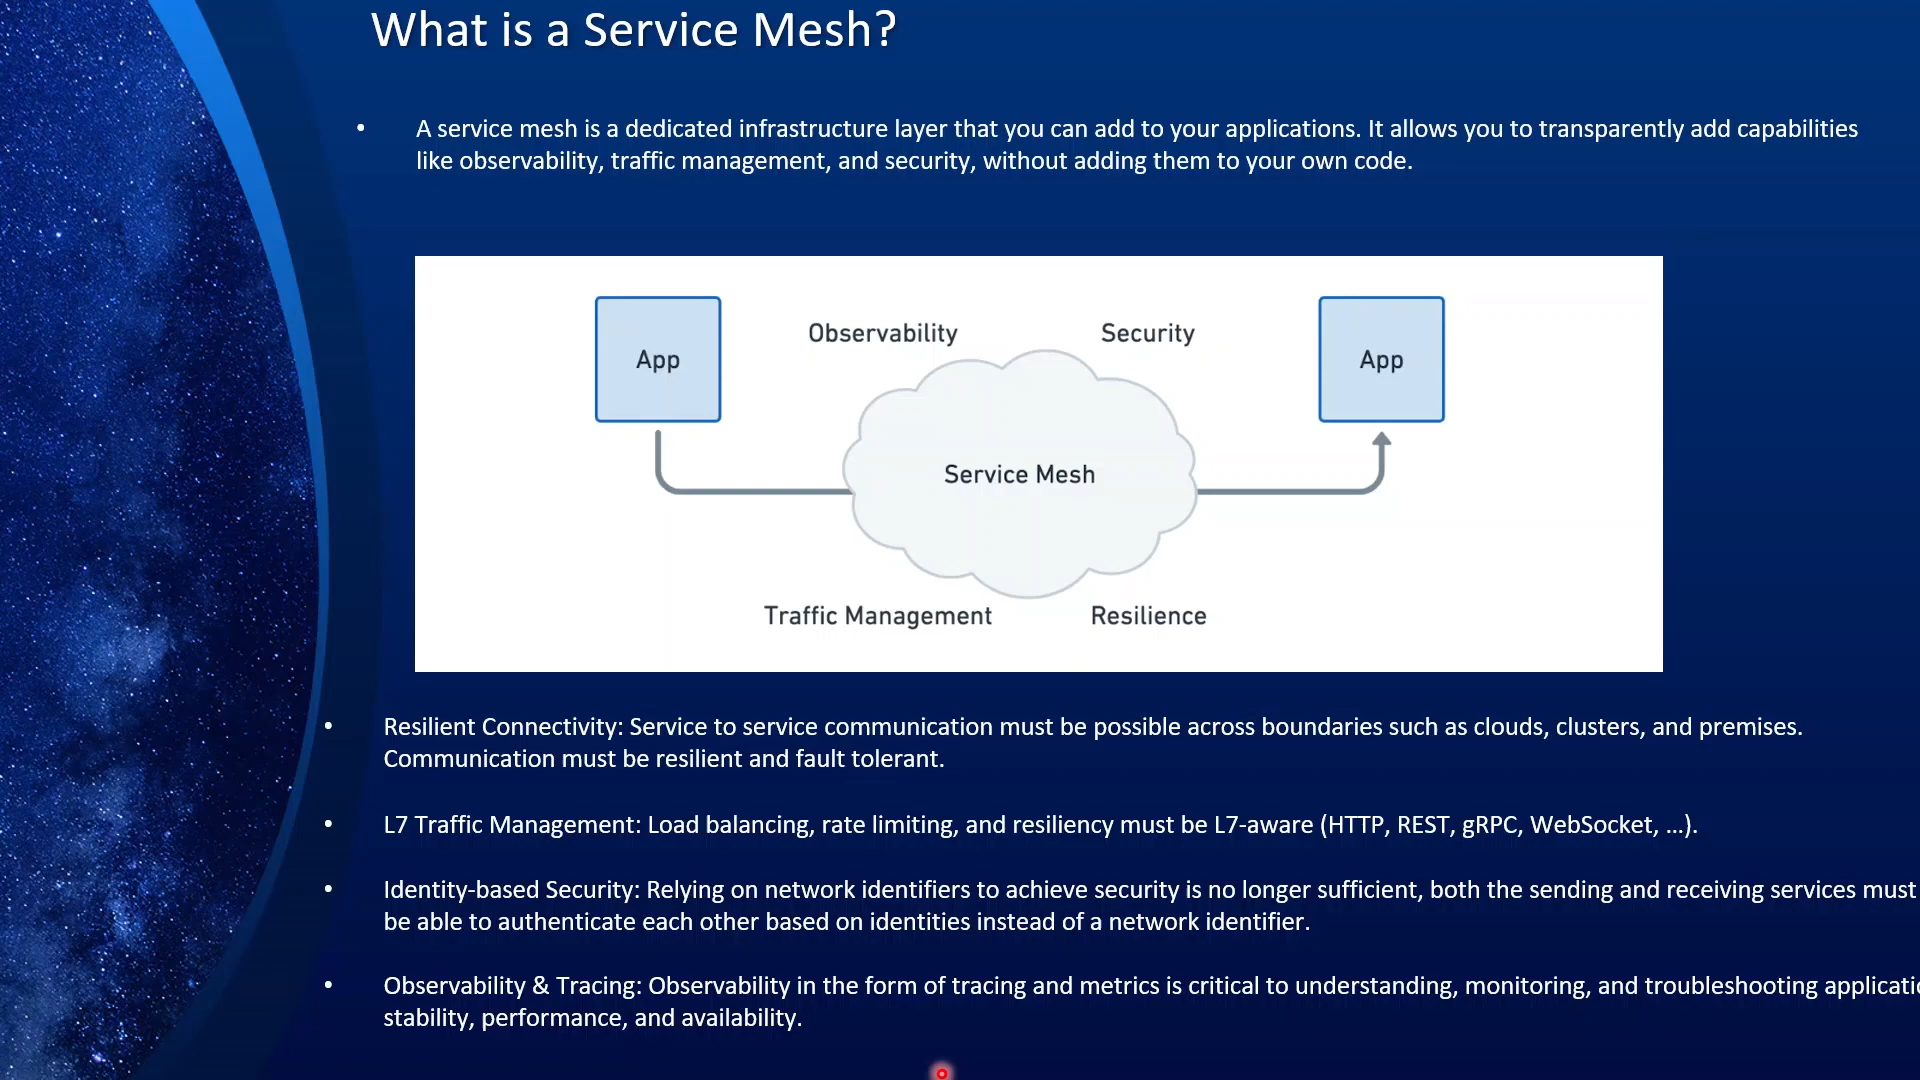 What is a Service Mesh?
• A service mesh is a dedicated infrastructure layer that you can add to your applications. It allows you to transparently add capabilities
like observability, traffic management, and security, without adding them to your own code.
App
Observability
Security
App
Service Mesh
Traffic Management
Resilience
• Resilient Connectivity: Service to service communication must be possible across boundaries such as clouds, clusters, and premises.
Communication must be resilient and fault tolerant.
• L7 Traffic Management: Load balancing, rate limiting, and resiliency must be L7-aware (HTTP, REST, gRPC, WebSocket, …).
• Identity-based Security: Relying on network identifiers to achieve security is no longer sufficient, both the sending and receiving services must
be able to authenticate each other based on identities instead of a network identifier.
• Observability & Tracing: Observability in the form of tracing and metrics is critical to understanding, monitoring, and troubleshooting
stability, performance, and availability.